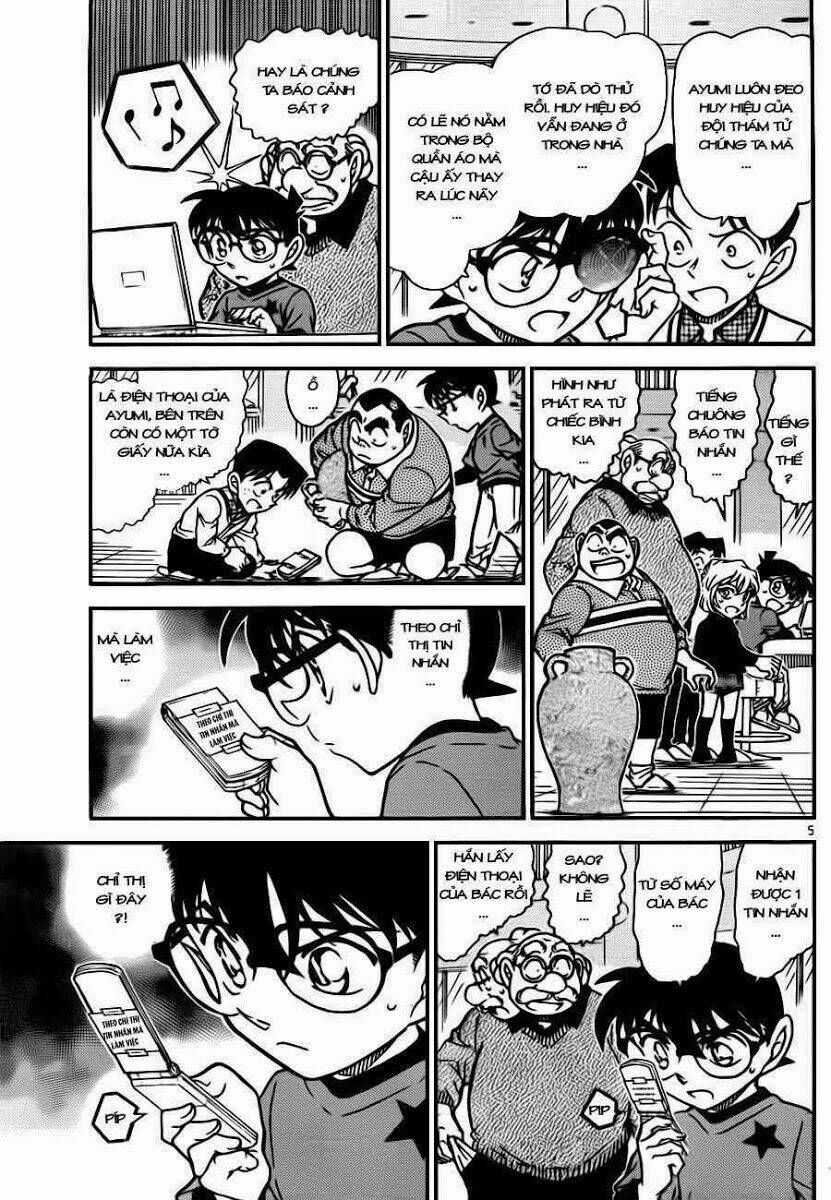 AYUMI LUÔN ĐEO
HUY HIỆU CỦA
ĐỘI THÁM TỬ
CHÚNG TA MÀ
...
TỚ ĐÃ DÒ THỬ
RỒI. HUY HIỆU ĐÓ
VẪN ĐANG Ở
TRONG NHÀ
...
CÓ LẼ NÓ NẰM
TRONG BỘ
QUẦN ÁO MÀ
CẬU ẤY THAY
RA LÚC NÃY
...
HAY LÀ CHÚNG
TA BÁO CẢNH
SÁT ?
TIẾNG
GÌ
THẾ
?
TIẾNG
CHUÔNG
BÁO TIN
NHẮN
...
HÌNH NHƯ
PHÁT RA TỪ
CHIẾC BÌNH
KIA ...
Ồ
...
LÀ ĐIỆN THOẠI CỦA
AYUMI, BÊN TRÊN
CÒN CÓ MỘT TỜ
GIẤY NỮA KÌA
THEO CHỈ
THỊ TIN
NHẮN
...
MÀ LÀM
VIỆC
...
THEO CHỈ THỊ
TIN NHẮN MÀ
LÀM VIỆC
5
NHẬN
ĐƯỢC 1
TIN NHẮN
...
TỪ SỐ MÁY
CỦA BÁC
...
SAO?
KHÔNG
LẼ
...
HẮN LẤY
ĐIỆN THOẠI
CỦA BÁC RỒI
...
PIP
CHỈ THỊ
GÌ ĐÂY
?!
THEO CHỈ THỊ
TIN NHẮN MÀ
LÀM VIỆC
PÍP